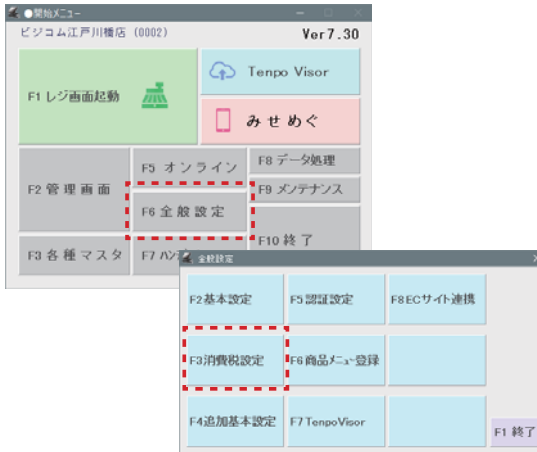 ●開始メニュー
ビジコム江戸川橋店 (0002)
Ver7.30
F1 レジ画面起動
Tenpo Visor
みせめぐ
F2 管理画面
F5 オンライン
F8 データ処理
F9 メンテナンス
F6 全般設定
F10 終了
F3 各種マスタ
F7 ハンデ
全般設定
F2基本設定
F5認証設定
F8ECサイト連携
F3消費税設定
F6商品メニュー登録
F4追加基本設定
F7TenpoVisor
F1 終了